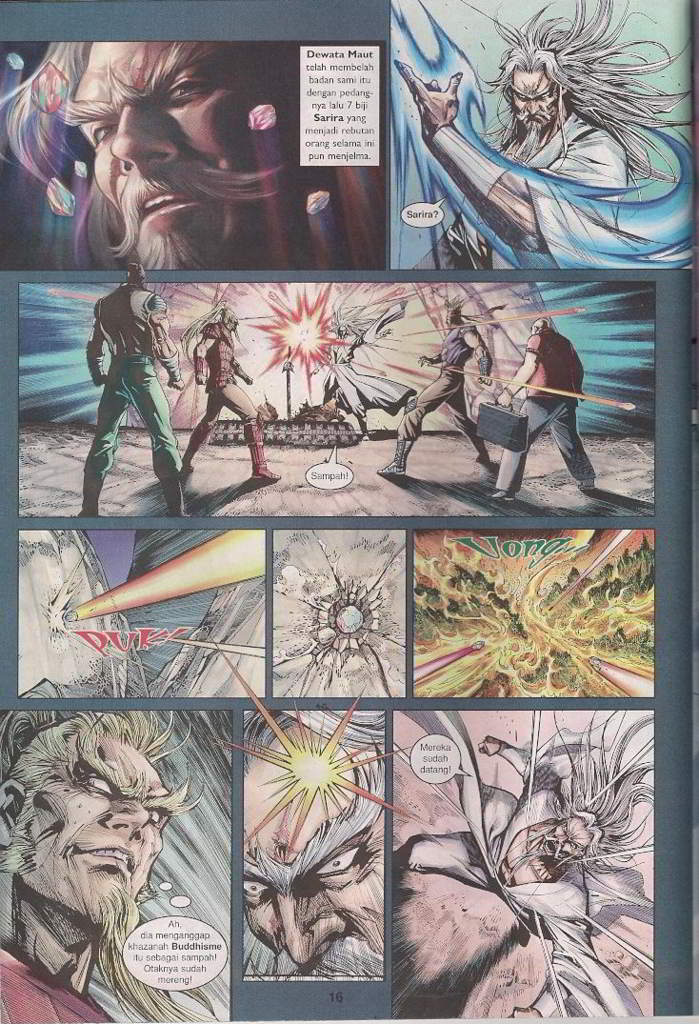 Dewata Maut
telah membelah
badan sami itu
dengan pedang-
nya lalu 7 biji
Sarira yang
menjadi rebutan
orang selama ini
pun menjelma.
Sarira?
Sampah!
DUK
Vong
Mereka
sudah
datang!
Ah,
dia menganggap
khazanah Buddhisme
itu sebagai sampah!
Otaknya sudah
mereng!
16